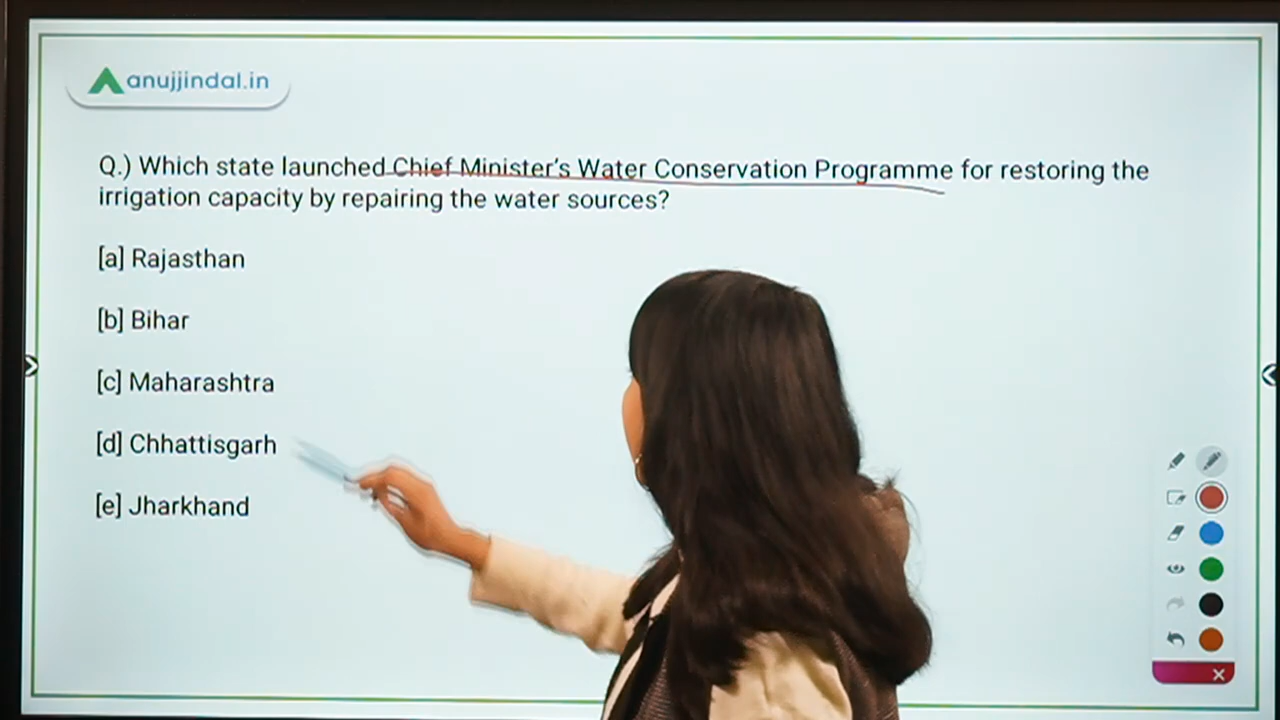 anujjindal.in
Q.) Which state launched Chief Minister's Water Conservation Programme for restoring the
irrigation capacity by repairing the water sources?
[a] Rajasthan
[b] Bihar
[c] Maharashtra
[d] Chhattisgarh
[e] Jharkhand